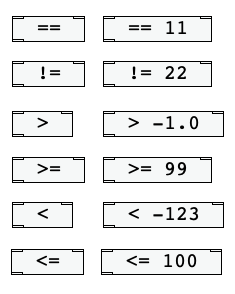 == == 11
!= != 22
> > -1.0
>= >= 99
< < -123
<= <= 100